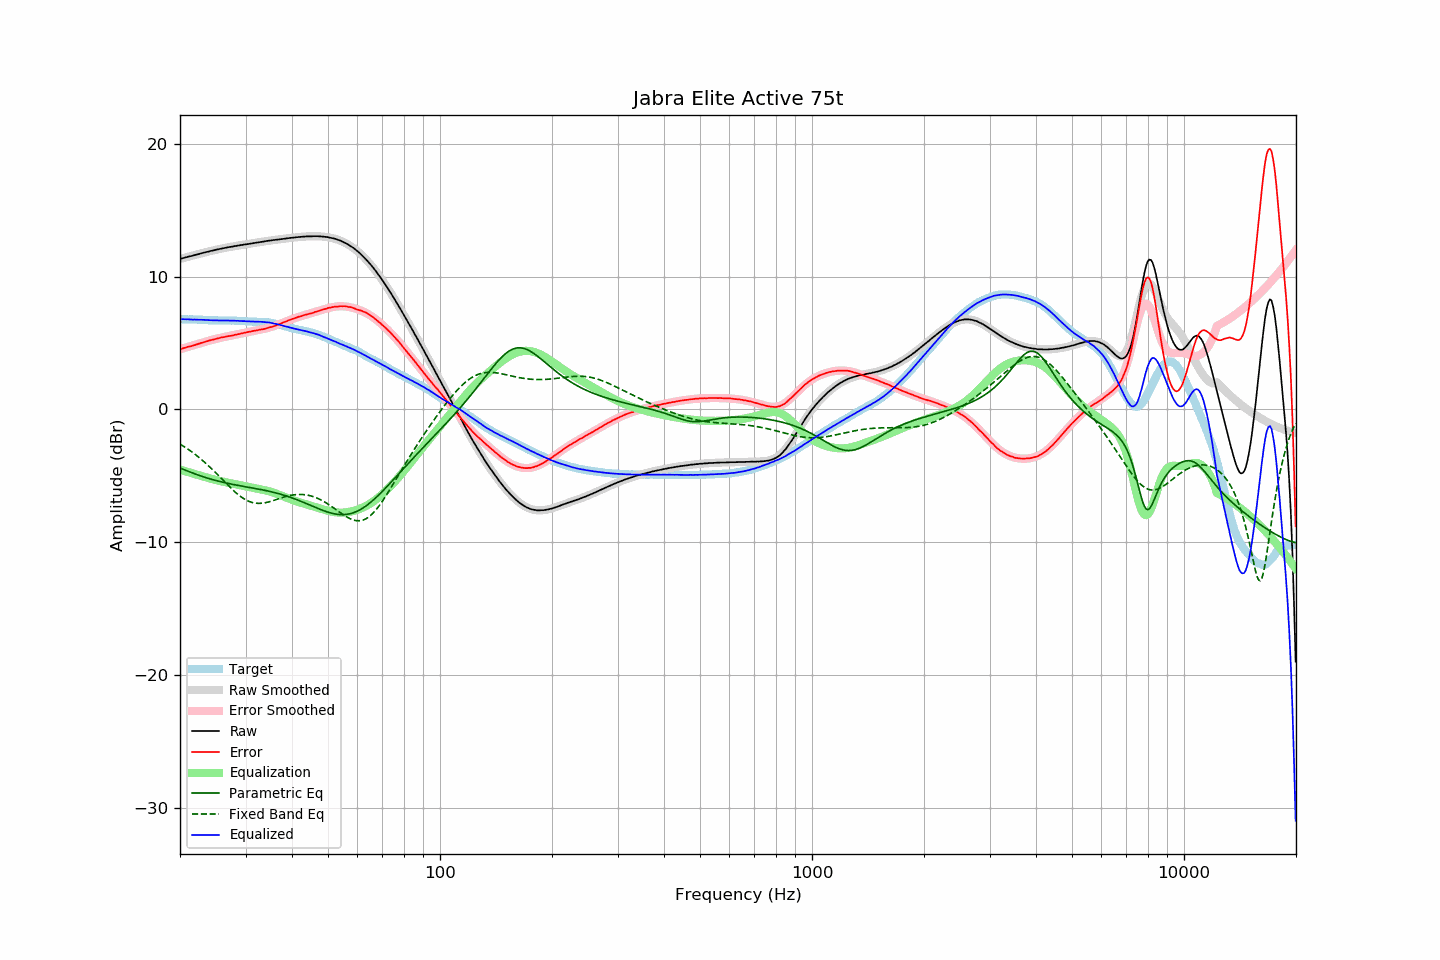 Jabra Elite Active 75t
20
10
0
−10
−20
−30
Amplitude (dBr)
Target
Raw Smoothed
Error Smoothed
Raw
Error
Equalization
Parametric Eq
Fixed Band Eq
Equalized
100
1000
10000
Frequency (Hz)